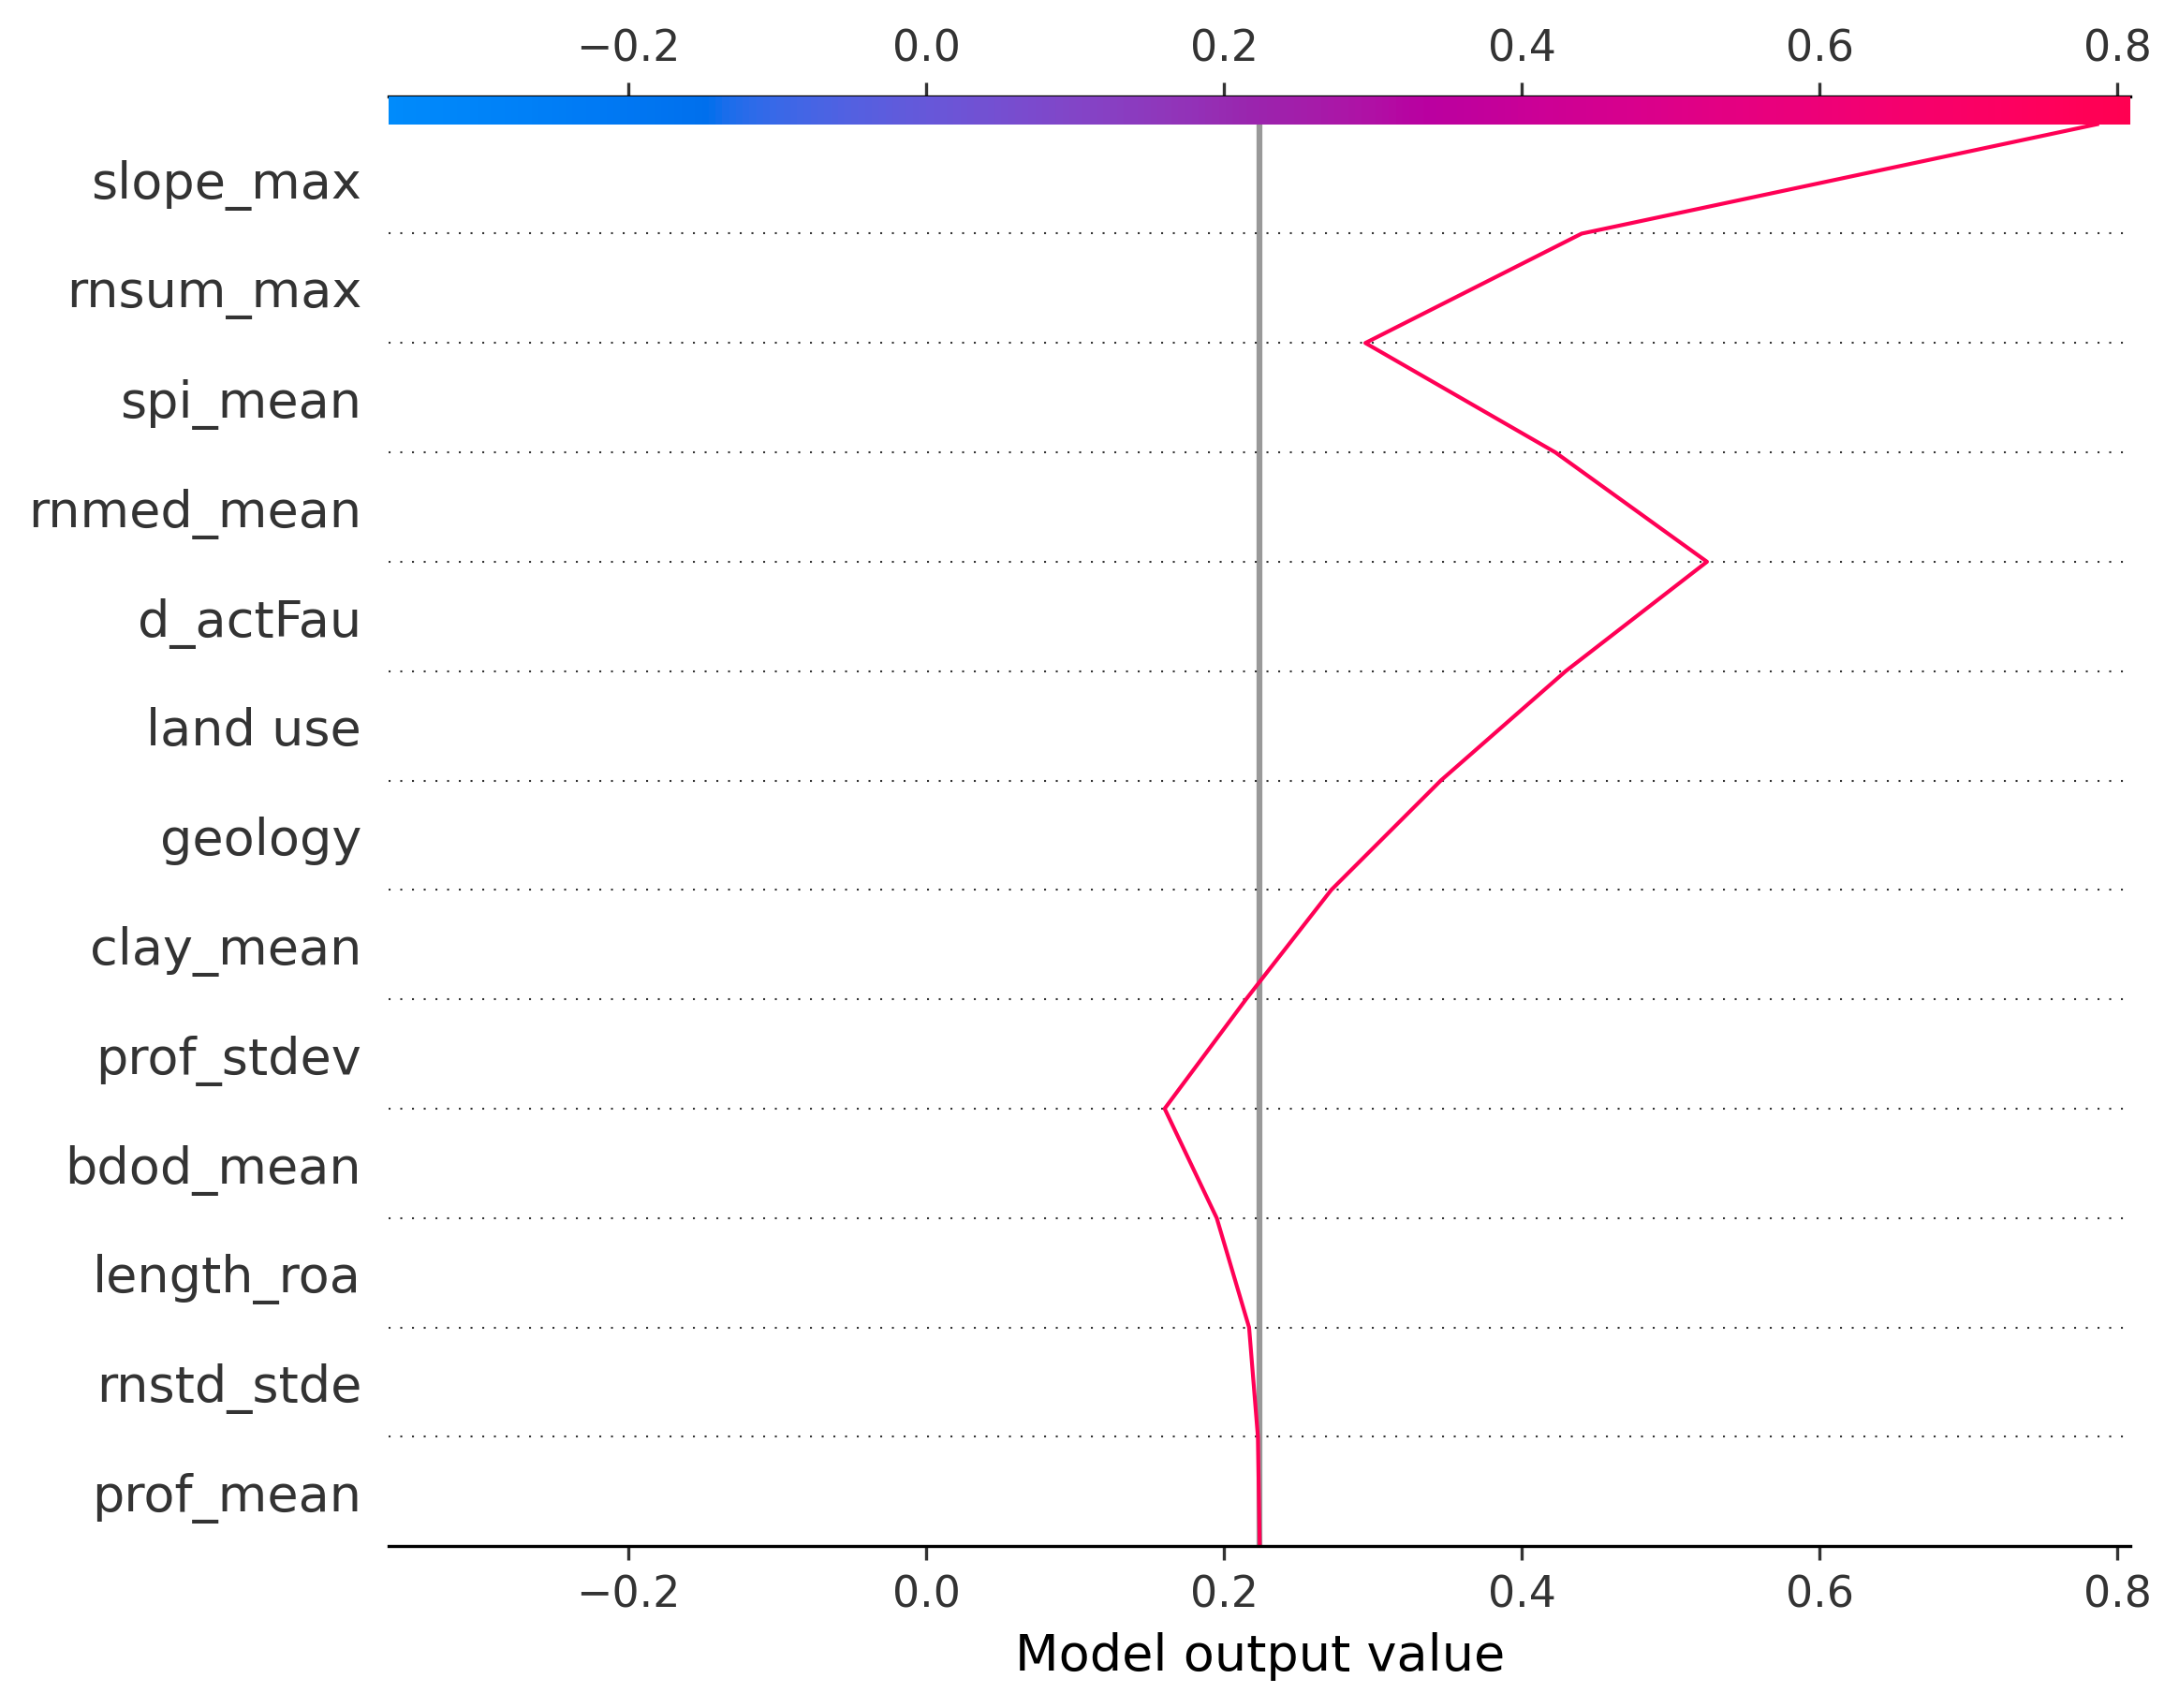 −0.2 0.0 0.2 0.4 0.6 0.8
slope_max
rnsum_max
spi_mean
rnmed_mean
d_actFau
land use
geology
clay_mean
prof_stdev
bdod_mean
length_roa
rnstd_stde
prof_mean
−0.2 0.0 0.2 0.4 0.6 0.8
Model output value